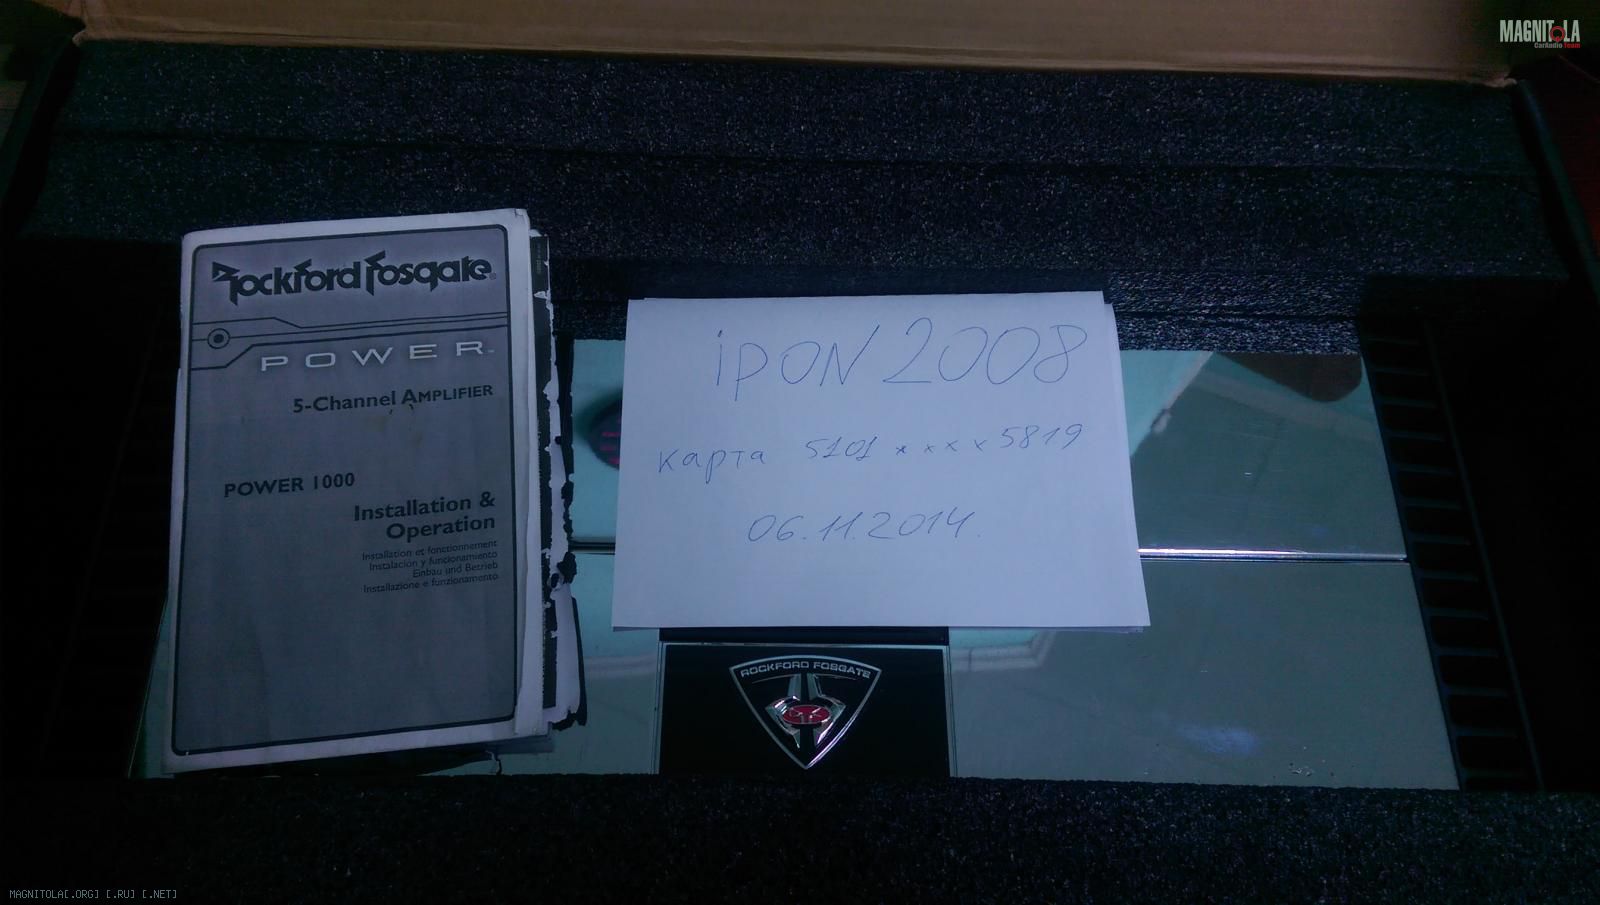 MAGNITOLA
CarAudio Team
Rockford Fosgate
POWER
5-Channel AMPLIFIER
POWER 1000
Installation &
Operation
Installation et fonctionnement
Instalación y funcionamiento
Einbau und Betrieb
Installazione e funzionamento
ipon 2008
карта 5101 xxxx 5819
06.11.2014.
ROCKFORD FOSGATE
MAGNITOLA[.ORG] [.RU] [.NET]